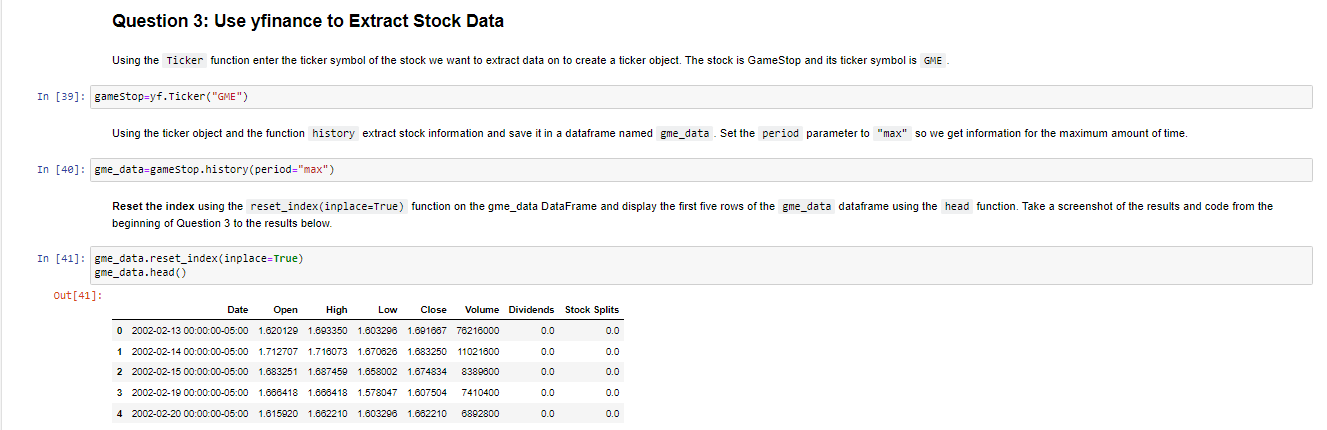 Question 3: Use yfinance to Extract Stock Data
Using the Ticker function enter the ticker symbol of the stock we want to extract data on to create a ticker object. The stock is GameStop and its ticker symbol is GME .
In [39]: gameStop=yf.Ticker("GME")
Using the ticker object and the function history extract stock information and save it in a dataframe named gme_data . Set the period parameter to "max" so we get information for the maximum amount of time.
In [40]: gme_data=gameStop.history(period="max")
Reset the index using the reset_index(inplace=True) function on the gme_data DataFrame and display the first five rows of the gme_data dataframe using the head function. Take a screenshot of the results and code from the
beginning of Question 3 to the results below.
In [41]: gme_data.reset_index(inplace=True)
gme_data.head()
Out[41]:
Date Open High Low Close Volume Dividends Stock Splits
0 2002-02-13 00:00:00-05:00 1.620129 1.693350 1.603296 1.691667 76216000 0.0 0.0
1 2002-02-14 00:00:00-05:00 1.712707 1.716073 1.670626 1.683250 11021600 0.0 0.0
2 2002-02-15 00:00:00-05:00 1.683251 1.687459 1.658002 1.674834 8389600 0.0 0.0
3 2002-02-19 00:00:00-05:00 1.666418 1.666418 1.578047 1.607504 7410400 0.0 0.0
4 2002-02-20 00:00:00-05:00 1.615920 1.662210 1.603296 1.662210 6892800 0.0 0.0